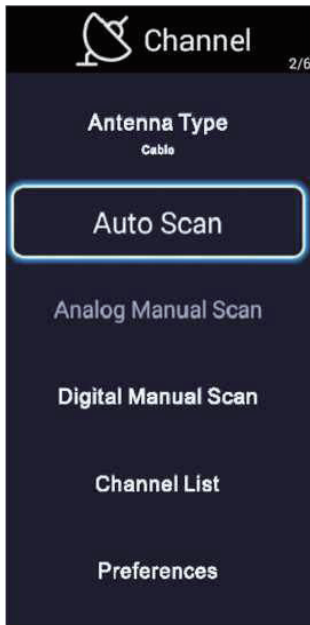 Channel
2/6
Antenna Type
Cable
Auto Scan
Analog Manual Scan
Digital Manual Scan
Channel List
Preferences